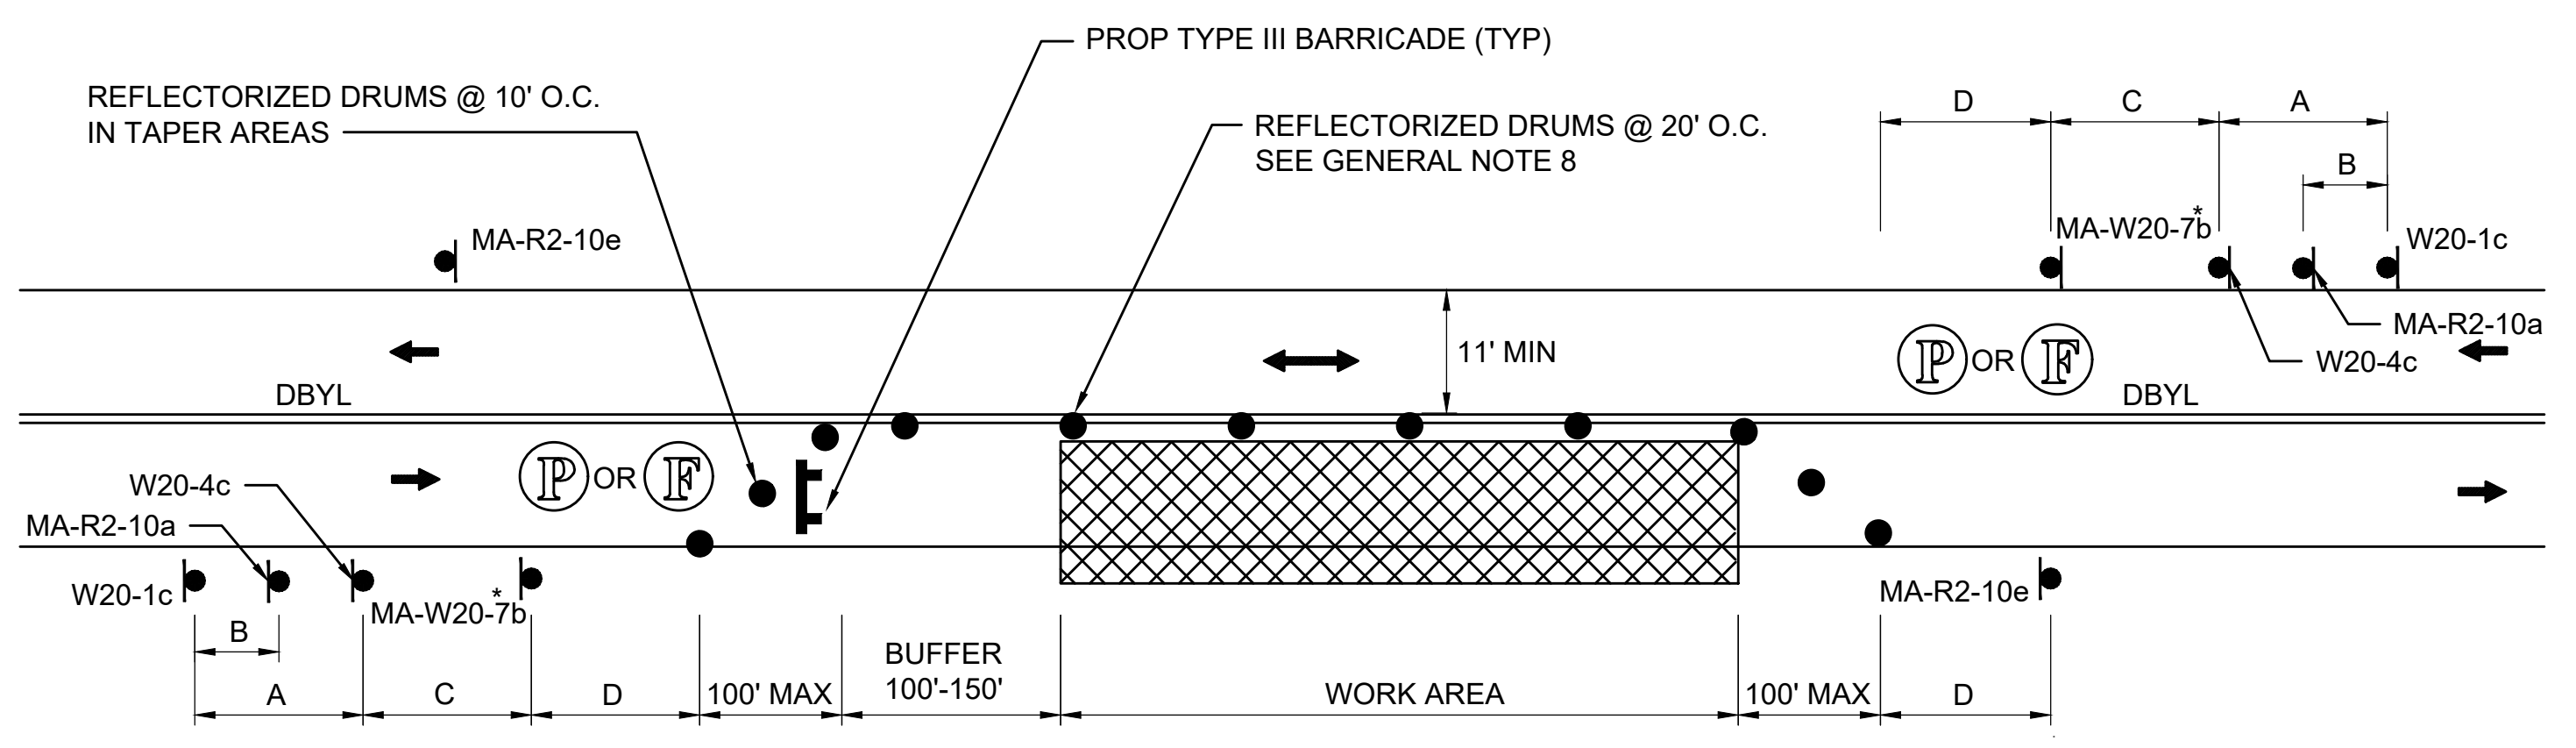 PROP TYPE III BARRICADE (TYP)
REFLECTORIZED DRUMS @ 10' O.C.
IN TAPER AREAS
REFLECTORIZED DRUMS @ 20' O.C.
SEE GENERAL NOTE 8
D
C
A
B
MA-R2-10e
MA-W20-7b*
W20-1c
MA-R2-10a
W20-4c
11' MIN
P OR F
DBYL
DBYL
P OR F
W20-4c
MA-R2-10a
W20-1c
MA-W20-7b*
MA-R2-10e
B
A
C
D
100' MAX
BUFFER
100'-150'
WORK AREA
100' MAX
D